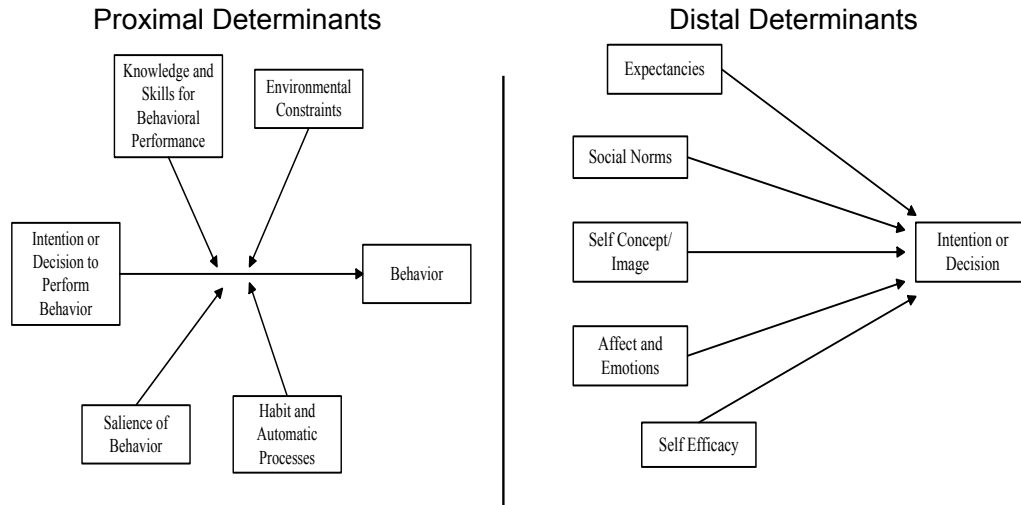 Proximal Determinants
Knowledge and
Skills for
Behavioral
Performance
Environmental
Constraints
Intention or
Decision to
Perform
Behavior
Behavior
Salience of
Behavior
Habit and
Automatic
Processes
Distal Determinants
Expectancies
Social Norms
Self Concept/
Image
Intention or
Decision
Affect and
Emotions
Self Efficacy